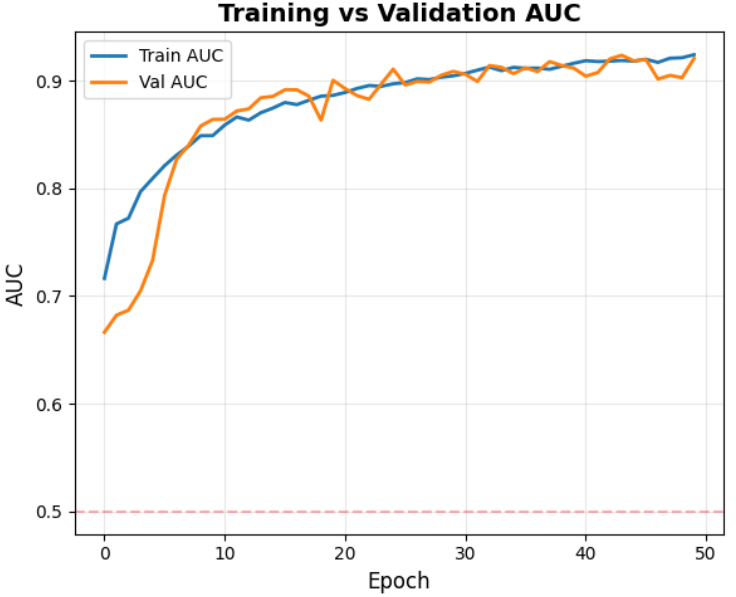 Training vs Validation AUC
Train AUC
Val AUC
0.9
0.8
0.7
0.6
0.5
AUC
0 10 20 30 40 50
Epoch